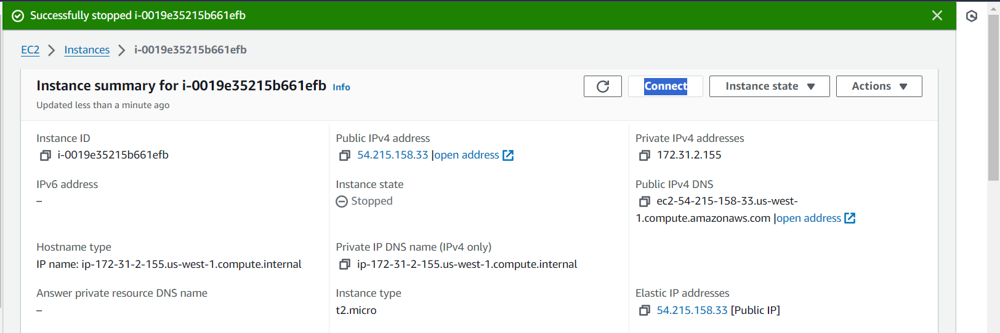 Successfully stopped i-0019e35215b661efb
EC2 Instances i-0019e35215b661efb
Instance summary for i-0019e35215b661efb Info
Connect Instance state Actions
Updated less than a minute ago
Instance ID
i-0019e35215b661efb
Public IPv4 address
54.215.158.33 |open address
Private IPv4 addresses
172.31.2.155
IPv6 address
–
Instance state
Stopped
Public IPv4 DNS
ec2-54-215-158-33.us-west-
1.compute.amazonaws.com |open address
Hostname type
IP name: ip-172-31-2-155.us-west-1.compute.internal
Private IP DNS name (IPv4 only)
ip-172-31-2-155.us-west-1.compute.internal
Answer private resource DNS name
–
Instance type
t2.micro
Elastic IP addresses
54.215.158.33 [Public IP]